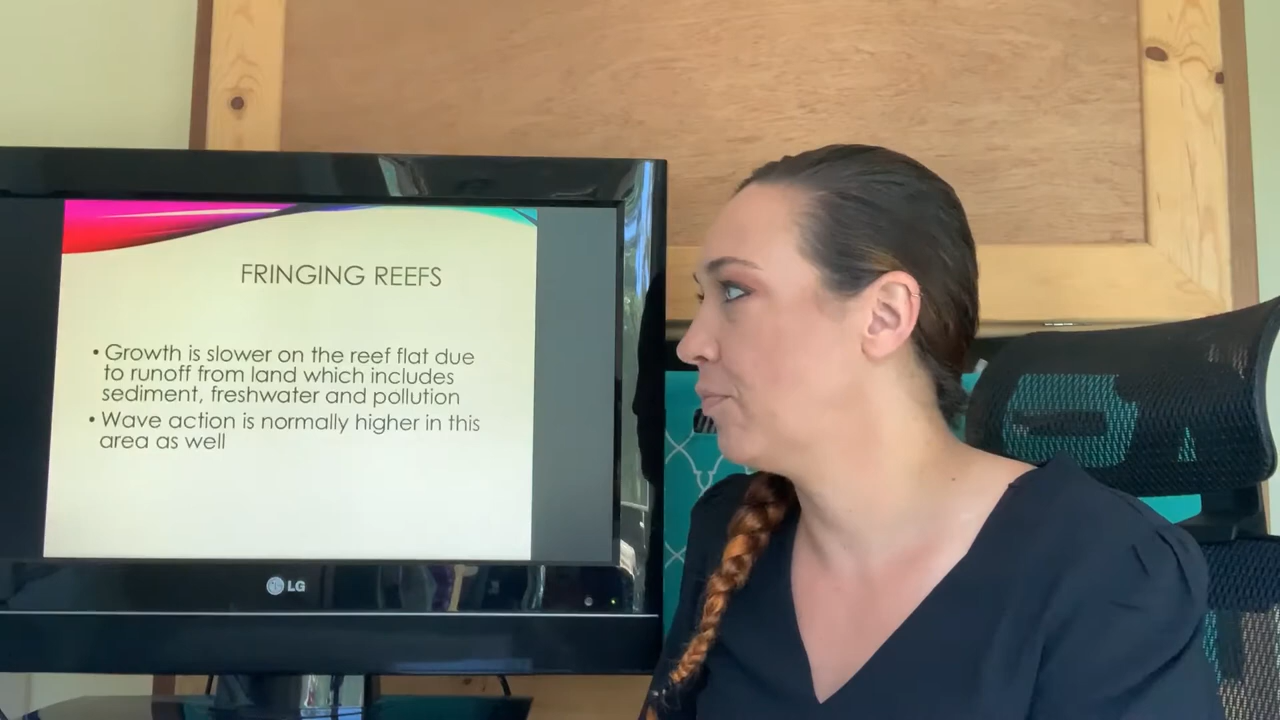 FRINGING REEFS
• Growth is slower on the reef flat due
to runoff from land which includes
sediment, freshwater and pollution
• Wave action is normally higher in this
area as well
LG